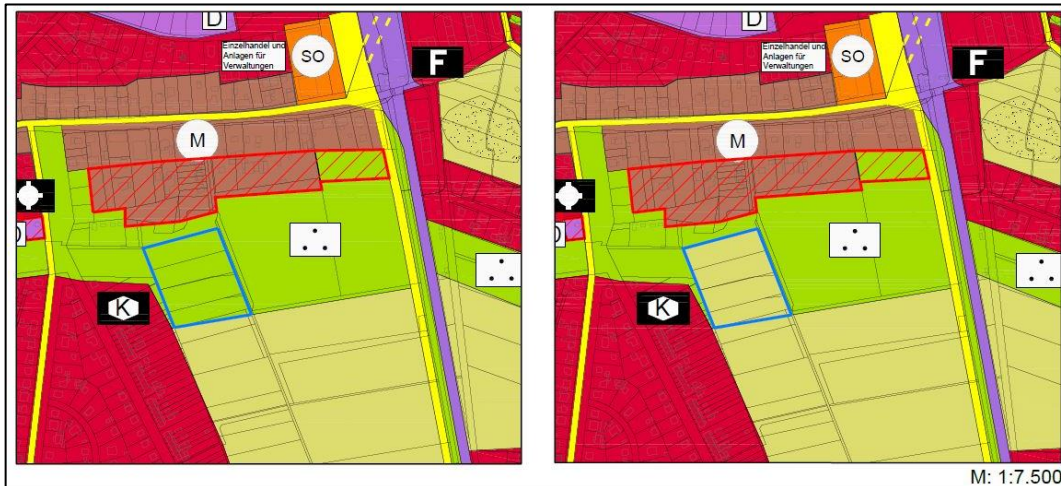 D
Einzelhandel und
Anlagen für
Verwaltungen
SO
F
M
K
D
Einzelhandel und
Anlagen für
Verwaltungen
SO
F
M
K
M: 1:7.500